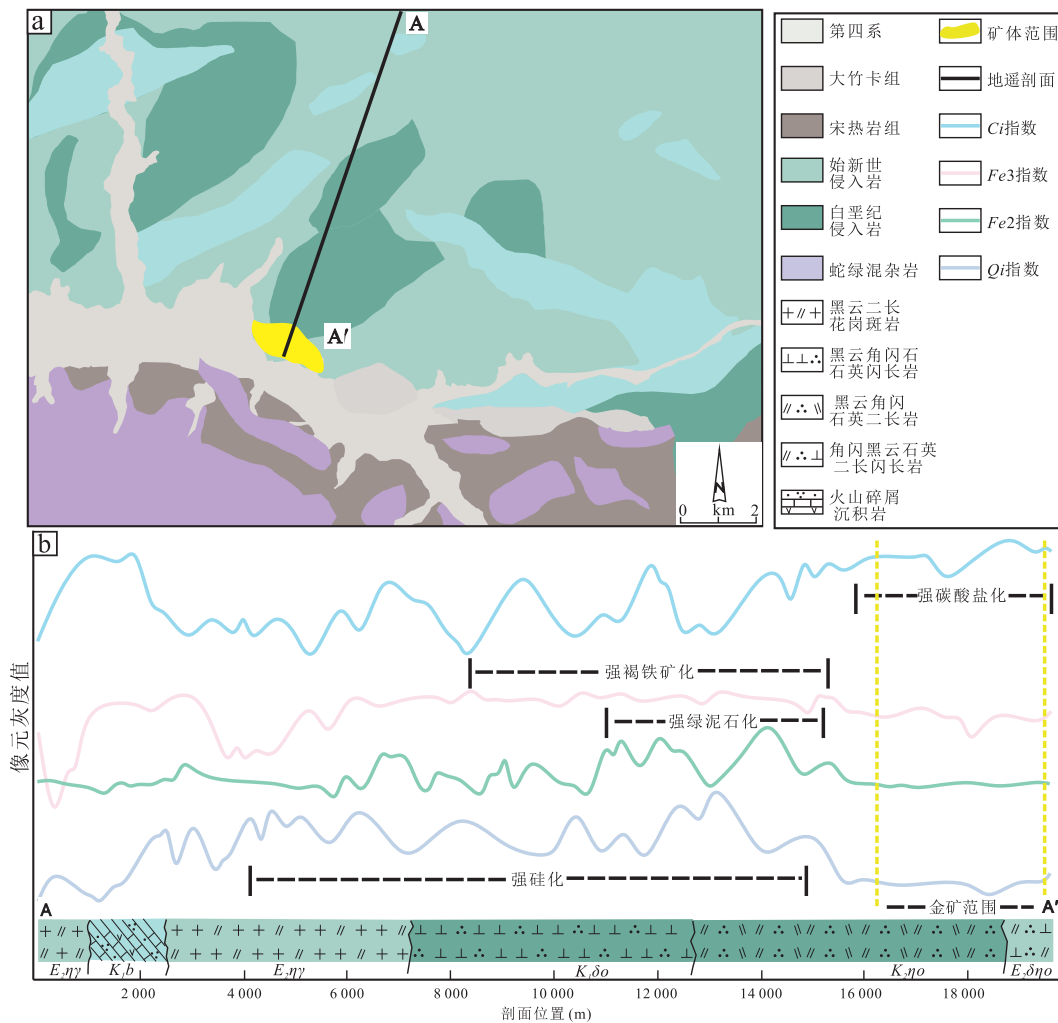 a
A
A′
N
0 km 2
第四系
大竹卡组
宋热岩组
始新世
侵入岩
白垩纪
侵入岩
蛇绿混杂岩
黑云二长
花岗斑岩
黑云角闪石
石英闪长岩
黑云角闪
石英二长岩
角闪黑云石英
二长闪长岩
火山碎屑
沉积岩
矿体范围
地遥剖面
Ci指数
Fe3指数
Fe2指数
Qi指数
b
像元灰度值
强碳酸盐化
强褐铁矿化
强绿泥石化
强硅化
金矿范围
A
A′
E₂ηγ K₁b E₂ηγ K₁δο K₂ηο E₂δηο
2 000 4 000 6 000 8 000 10 000 12 000 14 000 16 000 18 000
剖面位置(m)